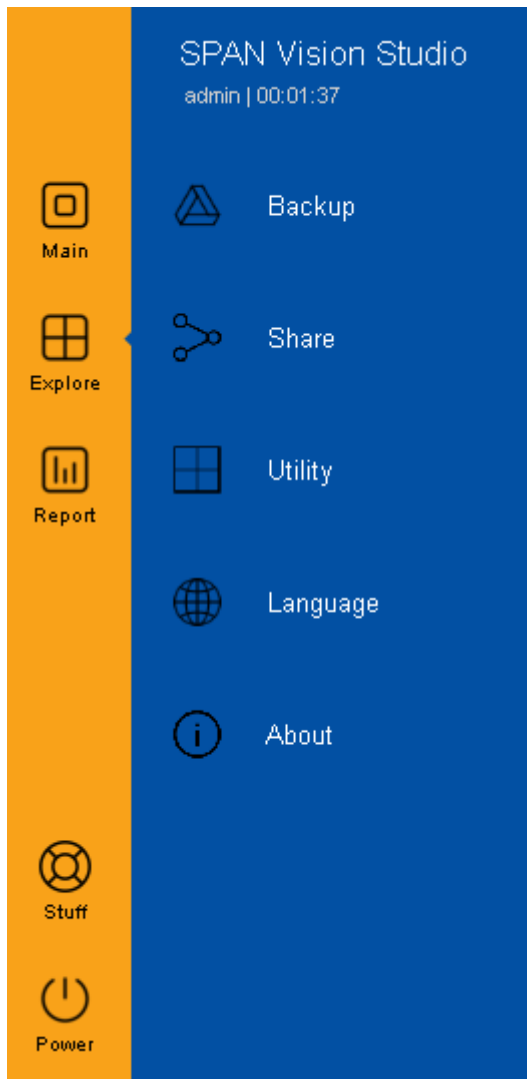 SPAN Vision Studio
admin | 00:01:37
Main
Explore
Report
Stuff
Power
Backup
Share
Utility
Language
About